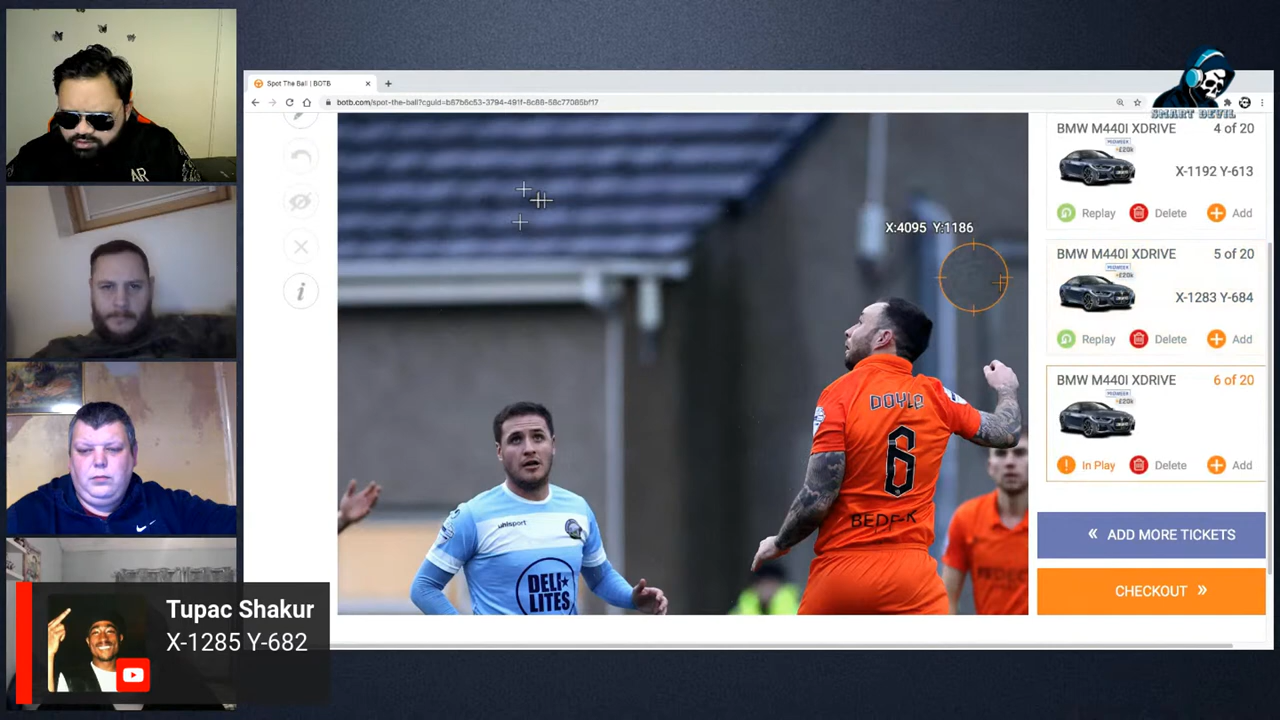 Spot The Ball | BOTB
botb.com/spot-the-ball?cguid=b87b6c53-3794-491f-8c88-58c77085bf17
SMART DEVIL
BMW M440I XDRIVE 4 of 20
X-1192 Y-613
Replay Delete Add
X:4095 Y:1186
BMW M440I XDRIVE 5 of 20
X-1283 Y-684
Replay Delete Add
BMW M440I XDRIVE 6 of 20
In Play Delete Add
DOYLE
6
uhlsport
DELI
LITES
AR
« ADD MORE TICKETS
CHECKOUT »
Tupac Shakur
X-1285 Y-682